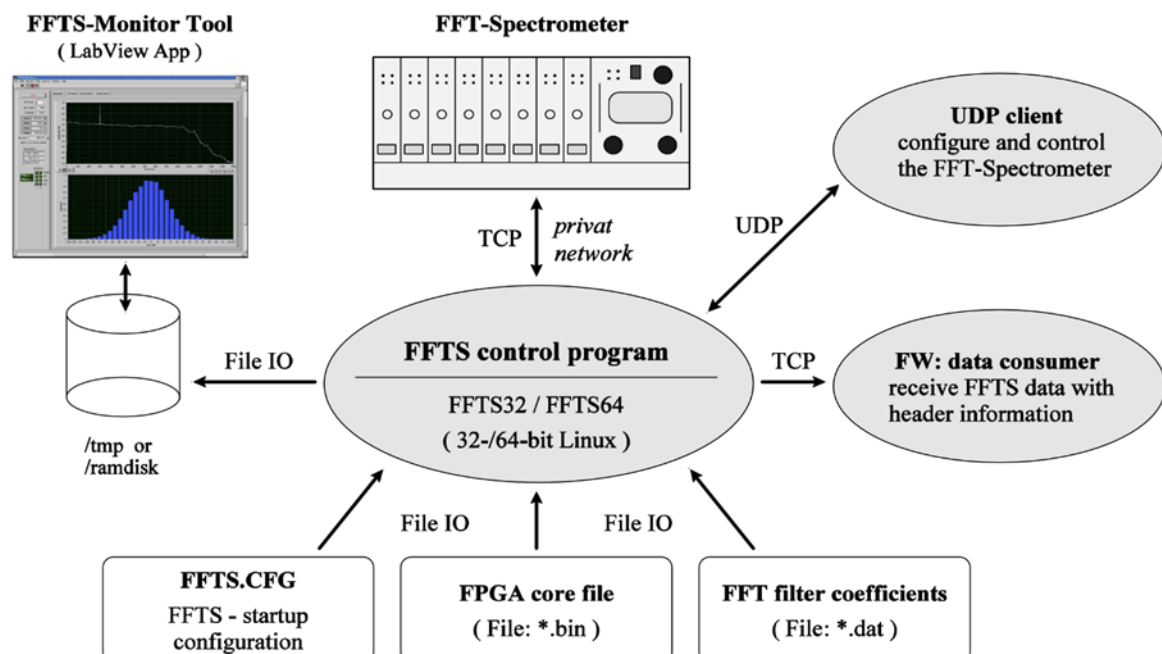 FFTS-Monitor Tool
( LabView App )
FFT-Spectrometer
UDP client
configure and control
the FFT-Spectrometer
TCP
privat
network
UDP
FFTS control program
FFTS32 / FFTS64
( 32-/64-bit Linux )
File IO
TCP
FW: data consumer
receive FFTS data with
header information
/tmp or
/ramdisk
File IO
File IO
FFTS.CFG
FFTS - startup
configuration
FPGA core file
( File: *.bin )
FFT filter coefficients
( File: *.dat )